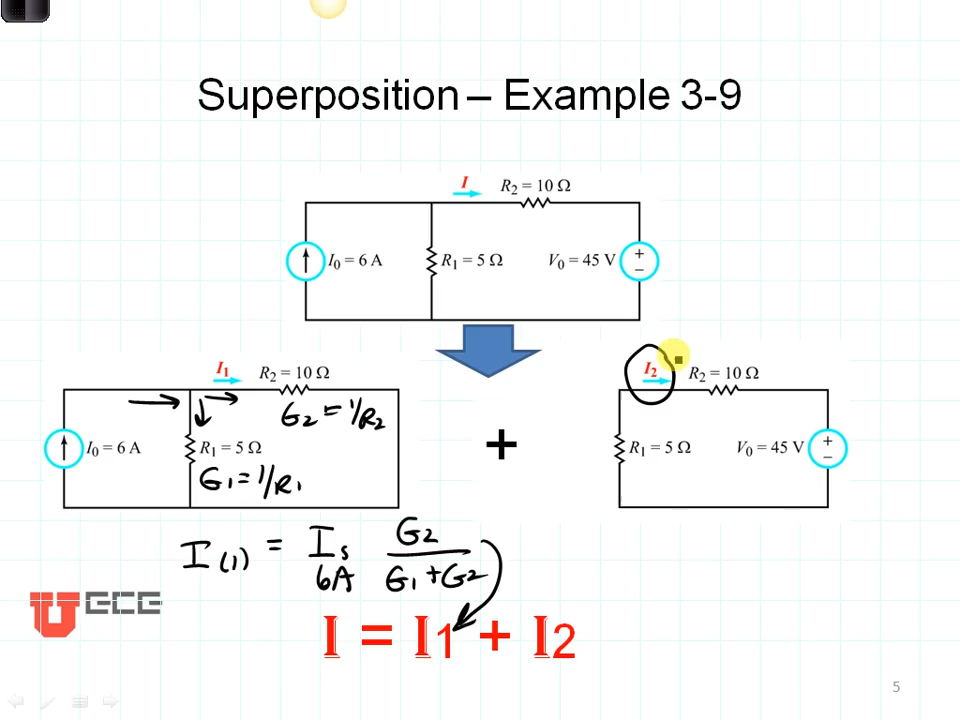 Superposition – Example 3-9
I
R2 = 10 Ω
I0 = 6 A
R1 = 5 Ω
V0 = 45 V
+
−
I1
R2 = 10 Ω
G2 = 1/R2
I0 = 6 A
R1 = 5 Ω
G1 = 1/R1
+
I2
R2 = 10 Ω
R1 = 5 Ω
V0 = 45 V
+
−
I(1) = Is G2
6A G1 + G2
U ECE
I = I1 + I2
5